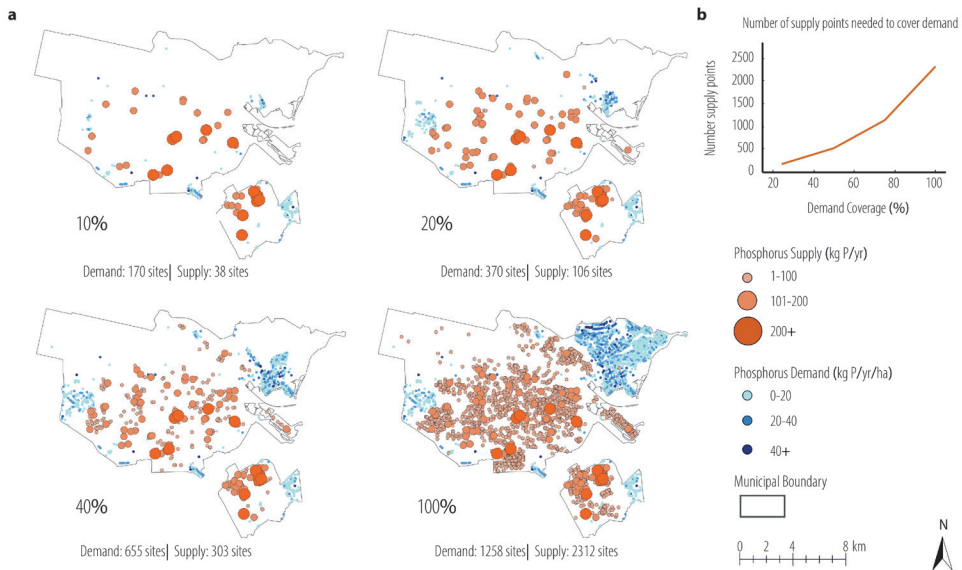 a
10%
Demand: 170 sites| Supply: 38 sites
20%
Demand: 370 sites| Supply: 106 sites
40%
Demand: 655 sites| Supply: 303 sites
100%
Demand: 1258 sites| Supply: 2312 sites
b
Number of supply points needed to cover demand
Number supply points
2500
2000
1500
1000
500
0
20 40 60 80 100
Demand Coverage (%)
Phosphorus Supply (kg P/yr)
1-100
101-200
200+
Phosphorus Demand (kg P/yr/ha)
0-20
20-40
40+
Municipal Boundary
0 2 4 8 km
N